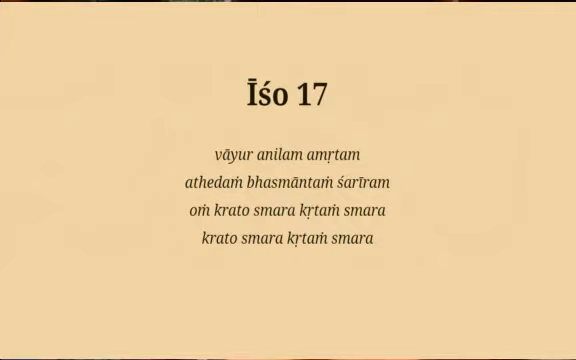 Īśo 17
vāyur anilam amṛtam
athedaṁ bhasmāntaṁ śarīram
oṁ krato smara kṛtaṁ smara
krato smara kṛtaṁ smara